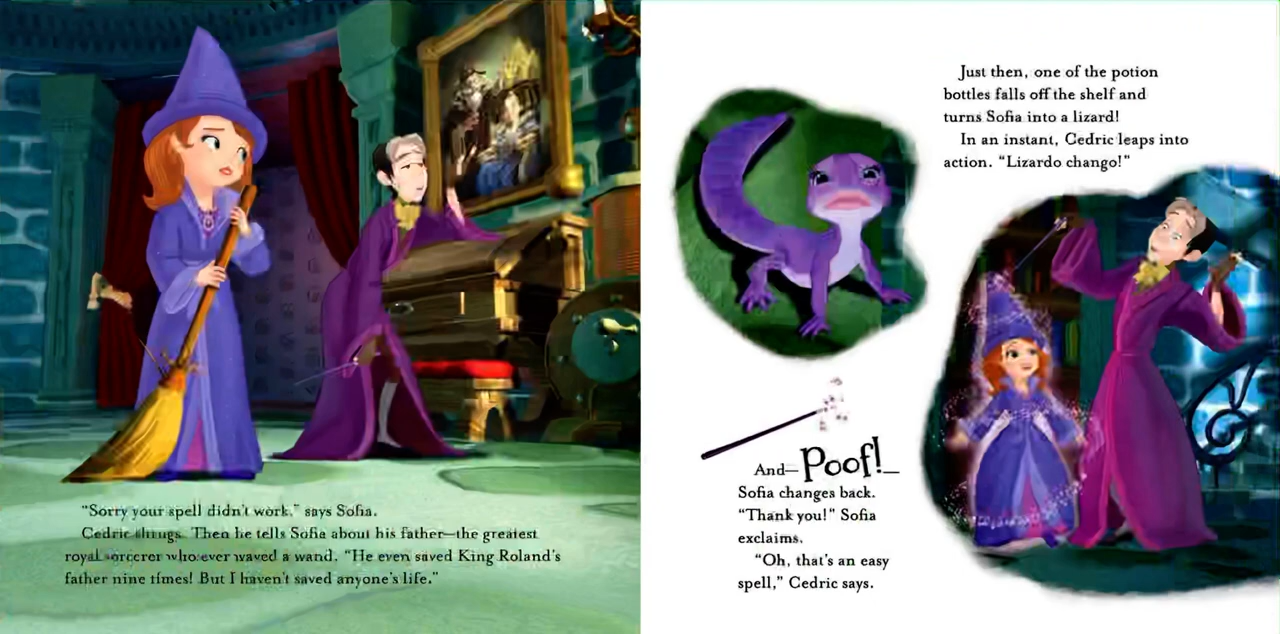 "Sorry your spell didn't work," says Sofia.
Cedric shrugs. Then he tells Sofia about his father—the greatest
royal sorcerer who ever waved a wand. "He even saved King Roland's
father nine times! But I haven't saved anyone's life."
Just then, one of the potion
bottles falls off the shelf and
turns Sofia into a lizard!
In an instant, Cedric leaps into
action. "Lizardo chango!"
And—Poof!—
Sofia changes back.
"Thank you!" Sofia
exclaims.
"Oh, that's an easy
spell," Cedric says.